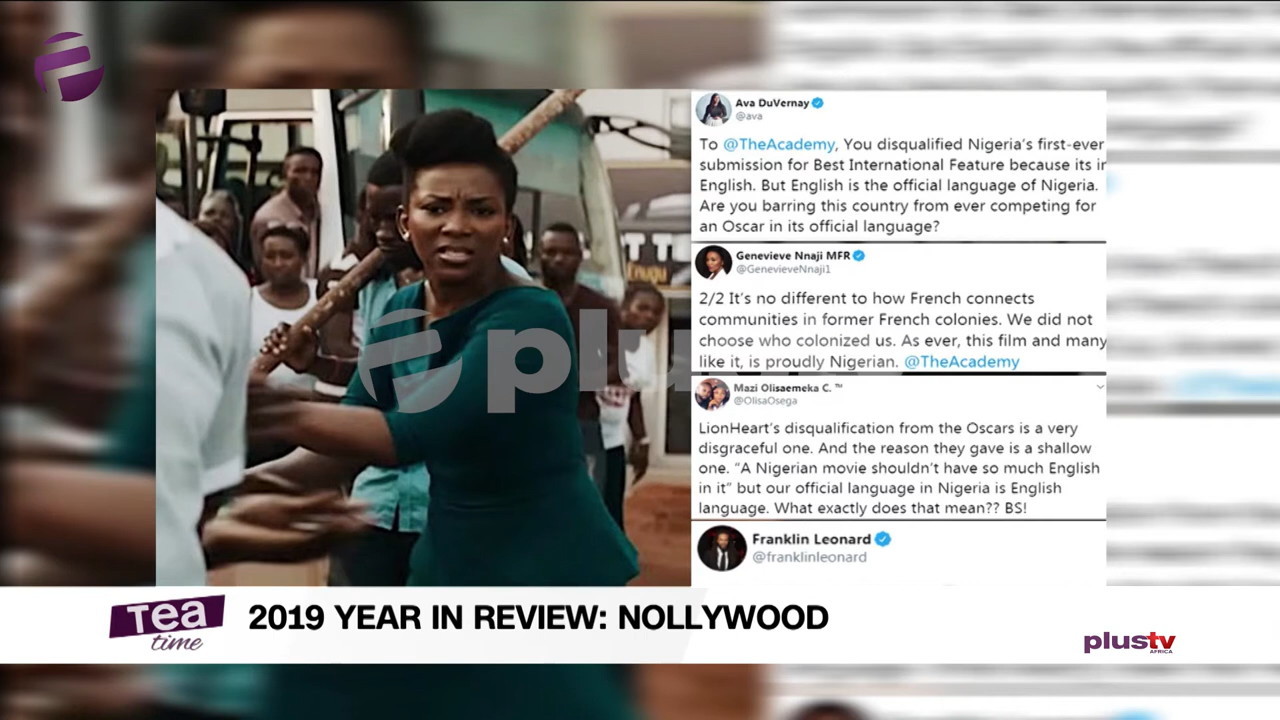 Ava DuVernay
@ava
To @TheAcademy, You disqualified Nigeria's first-ever
submission for Best International Feature because its in
English. But English is the official language of Nigeria.
Are you barring this country from ever competing for
an Oscar in its official language?
Genevieve Nnaji MFR
@GenevieveNnaji1
2/2 It's no different to how French connects
communities in former French colonies. We did not
choose who colonized us. As ever, this film and many
like it, is proudly Nigerian. @TheAcademy
Mazi Olisaemeka C. ™
@OlisaOsega
LionHeart's disqualification from the Oscars is a very
disgraceful one. And the reason they gave is a shallow
one. "A Nigerian movie shouldn't have so much English
in it" but our official language in Nigeria is English
language. What exactly does that mean?? BS!
Franklin Leonard
@franklinleonard
Enugu
plu
Tea
time
2019 YEAR IN REVIEW: NOLLYWOOD
plustv
AFRICA